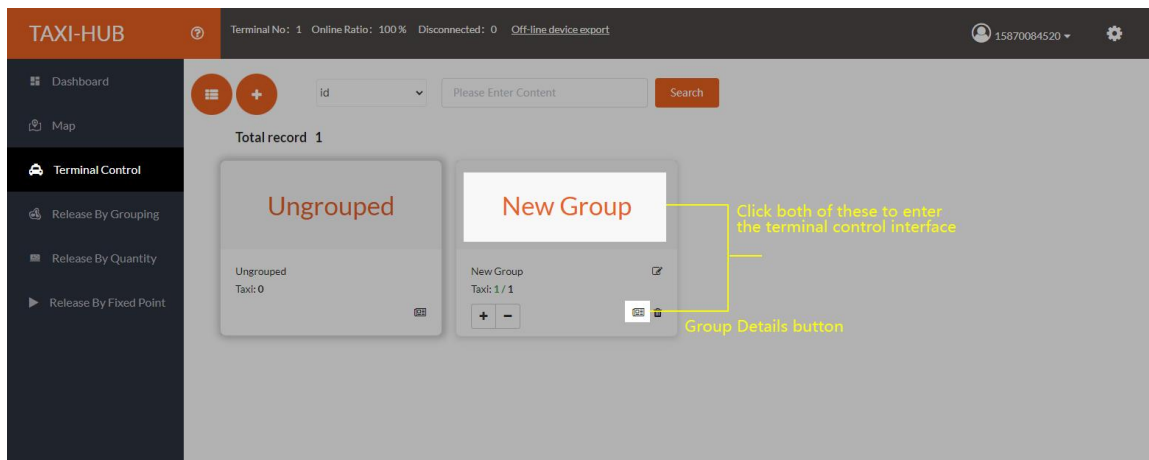 TAXI-HUB
Terminal No: 1 Online Ratio: 100% Disconnected: 0 Off-line device export
15870084520
Dashboard
Map
Terminal Control
Release By Grouping
Release By Quantity
Release By Fixed Point
id
Please Enter Content
Search
Total record 1
Ungrouped
Ungrouped
Taxi: 0
New Group
New Group
Taxi: 1 / 1
Click both of these to enter
the terminal control interface
Group Details button